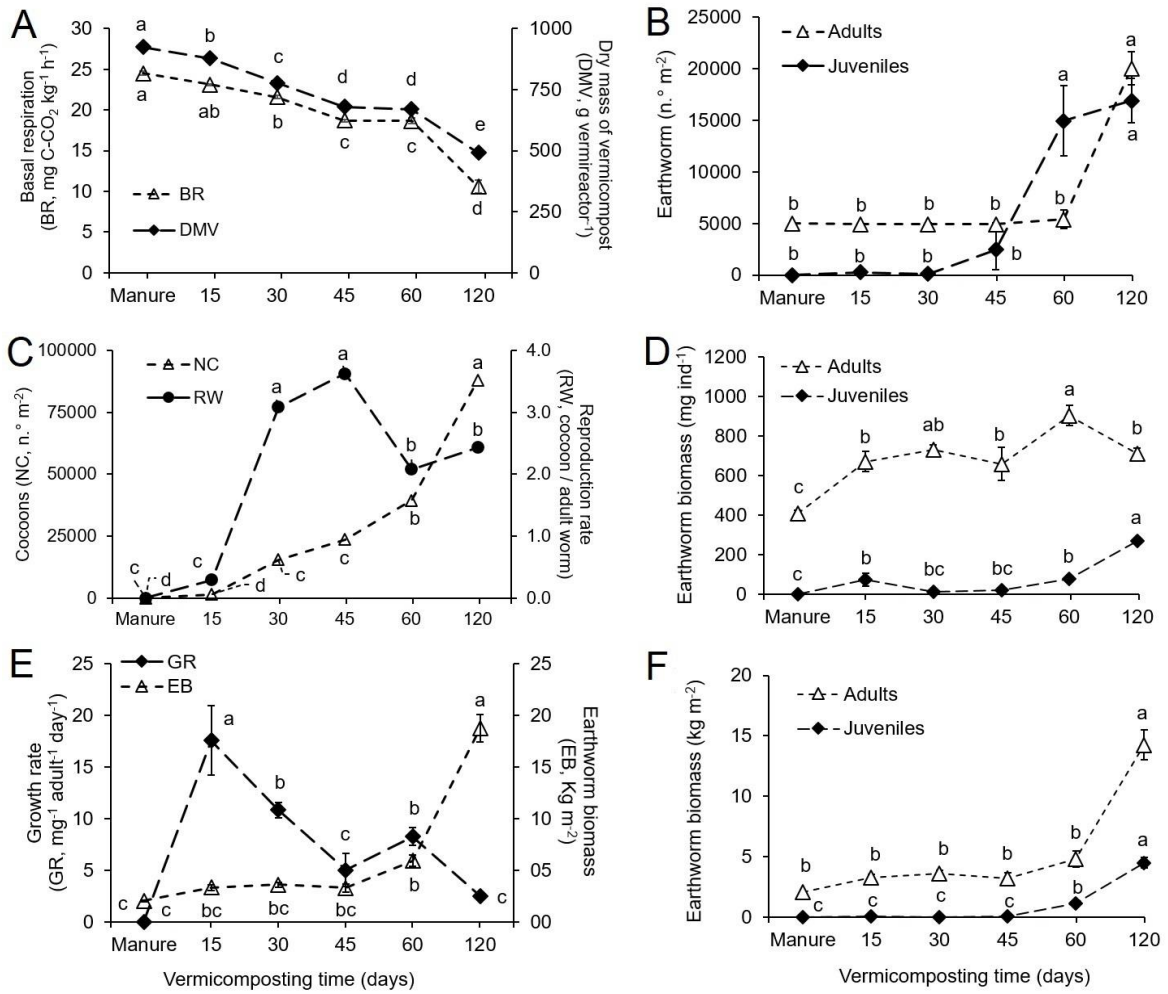 A
Basal respiration
(BR, mg C-CO₂ kg⁻¹ h⁻¹)
30
25
20
15
10
5
0
a
b
c
d
d
e
a
ab
b
c
c
d
BR
DMV
1000
750
500
250
0
Dry mass of vermicompost
(DMV, g vermireactor⁻¹)
Manure 15 30 45 60 120
B
Earthworm (n.° m⁻²)
25000
20000
15000
10000
5000
0
Adults
Juveniles
b
b
b
b
b
a
b
b
b
b
a
a
Manure 15 30 45 60 120
C
Cocoons (NC, n.° m⁻²)
100000
75000
50000
25000
0
NC
RW
c
d
c
d
a
c
a
c
b
b
a
b
4.0
3.0
2.0
1.0
0.0
Reproduction rate
(RW, cocoon / adult worm)
Manure 15 30 45 60 120
D
Earthworm biomass (mg ind⁻¹)
1200
1000
800
600
400
200
0
Adults
Juveniles
c
b
ab
b
a
b
c
b
bc
bc
b
a
Manure 15 30 45 60 120
E
Growth rate
(GR, mg⁻¹ adult⁻¹ day⁻¹)
25
20
15
10
5
0
GR
EB
c
c
a
bc
b
bc
c
bc
b
b
a
c
25
20
15
10
05
00
Earthworm biomass
(EB, Kg m⁻²)
Manure 15 30 45 60 120
Vermicomposting time (days)
F
Earthworm biomass (kg m⁻²)
20
15
10
5
0
Adults
Juveniles
b
b
b
b
b
a
c
c
c
c
b
a
Manure 15 30 45 60 120
Vermicomposting time (days)